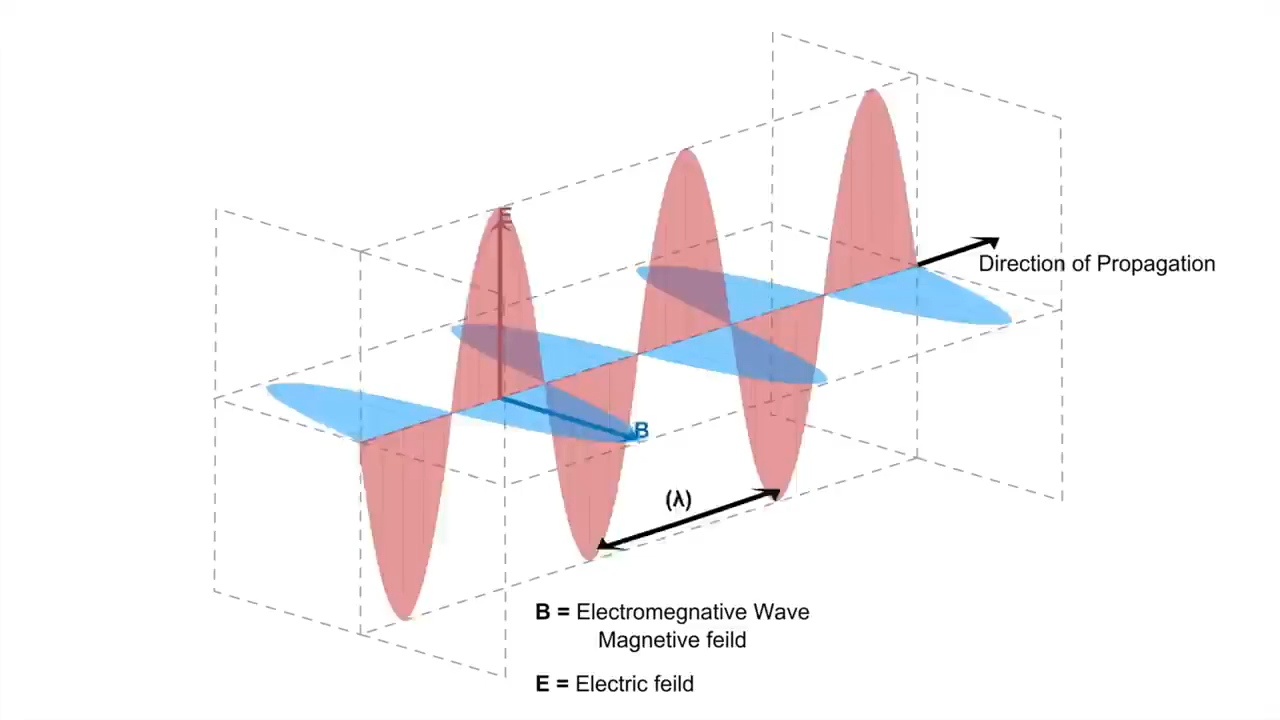 E
Direction of Propagation
B
(λ)
B = Electromegnative Wave
Magnetive feild
E = Electric feild